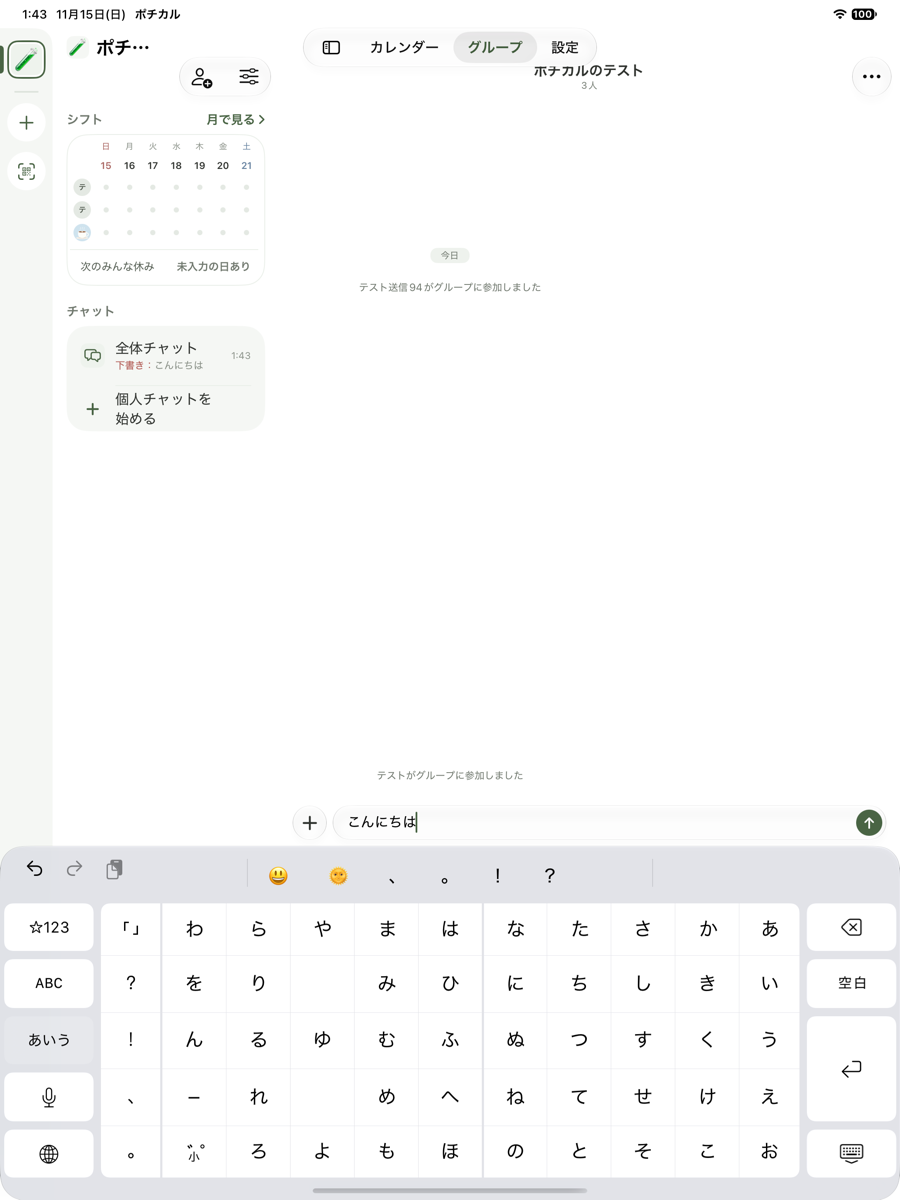 1:43 11月15日(日) ポチカル
100
ポチ…
カレンダー グループ 設定
ポチカルのテスト
3人
シフト
月で見る
日 月 火 水 木 金 土
15 16 17 18 19 20 21
テ
テ
次のみんな休み 未入力の日あり
チャット
全体チャット
1:43
下書き：こんにちは
個人チャットを
始める
今日
テスト送信94がグループに参加しました
テストがグループに参加しました
こんにちは
、 。 ! ?
☆123 「」 わ ら や ま は な た さ か あ
ABC ? を り み ひ に ち し き い 空白
あいう ! ん る ゆ む ふ ぬ つ す く う
、 ー れ め へ ね て せ け え
。 ゛゜小 ろ よ も ほ の と そ こ お